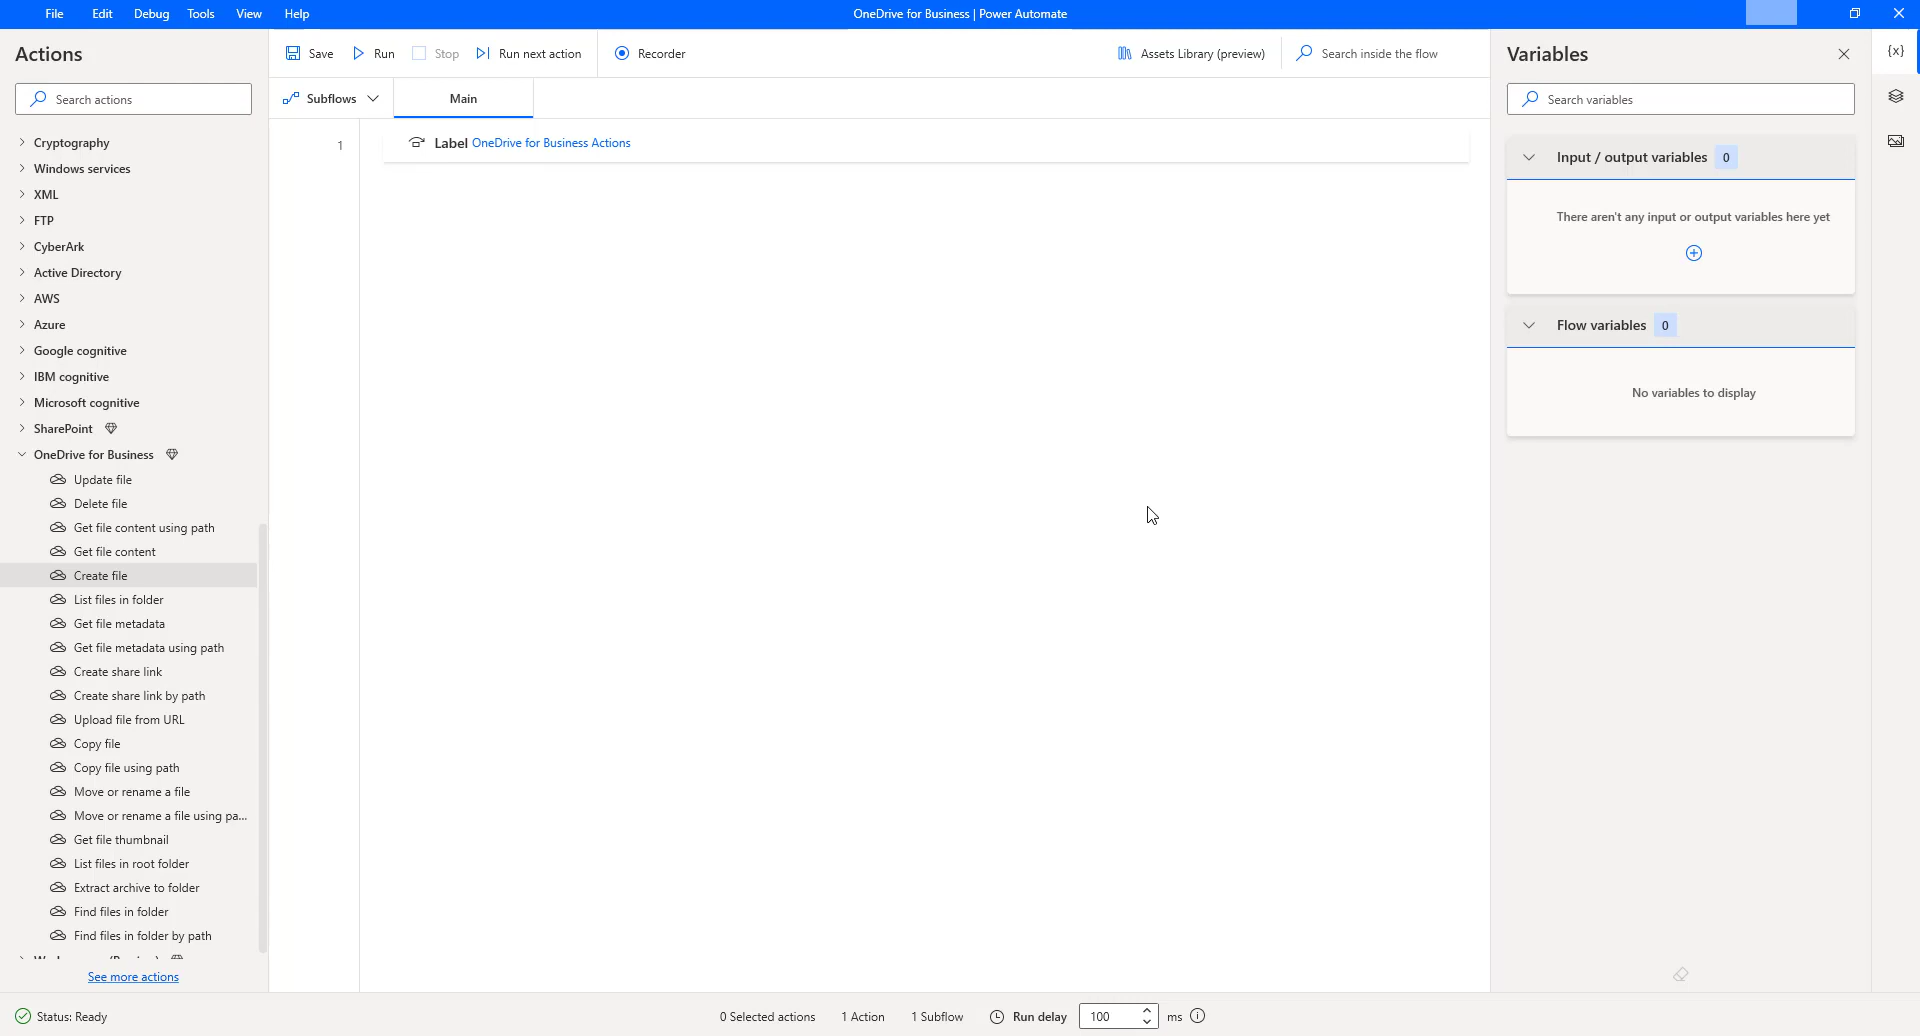 File Edit Debug Tools View Help
OneDrive for Business | Power Automate
Actions
Search actions
Cryptography
Windows services
XML
FTP
CyberArk
Active Directory
AWS
Azure
Google cognitive
IBM cognitive
Microsoft cognitive
SharePoint
OneDrive for Business
Update file
Delete file
Get file content using path
Get file content
Create file
List files in folder
Get file metadata
Get file metadata using path
Create share link
Create share link by path
Upload file from URL
Copy file
Copy file using path
Move or rename a file
Move or rename a file using pa...
Get file thumbnail
List files in root folder
Extract archive to folder
Find files in folder
Find files in folder by path
See more actions
Save Run Stop Run next action Recorder
Assets Library (preview) Search inside the flow
Subflows Main
1 Label OneDrive for Business Actions
Variables
{x}
Search variables
Input / output variables 0
There aren't any input or output variables here yet
Flow variables 0
No variables to display
Status: Ready
0 Selected actions 1 Action 1 Subflow Run delay 100 ms